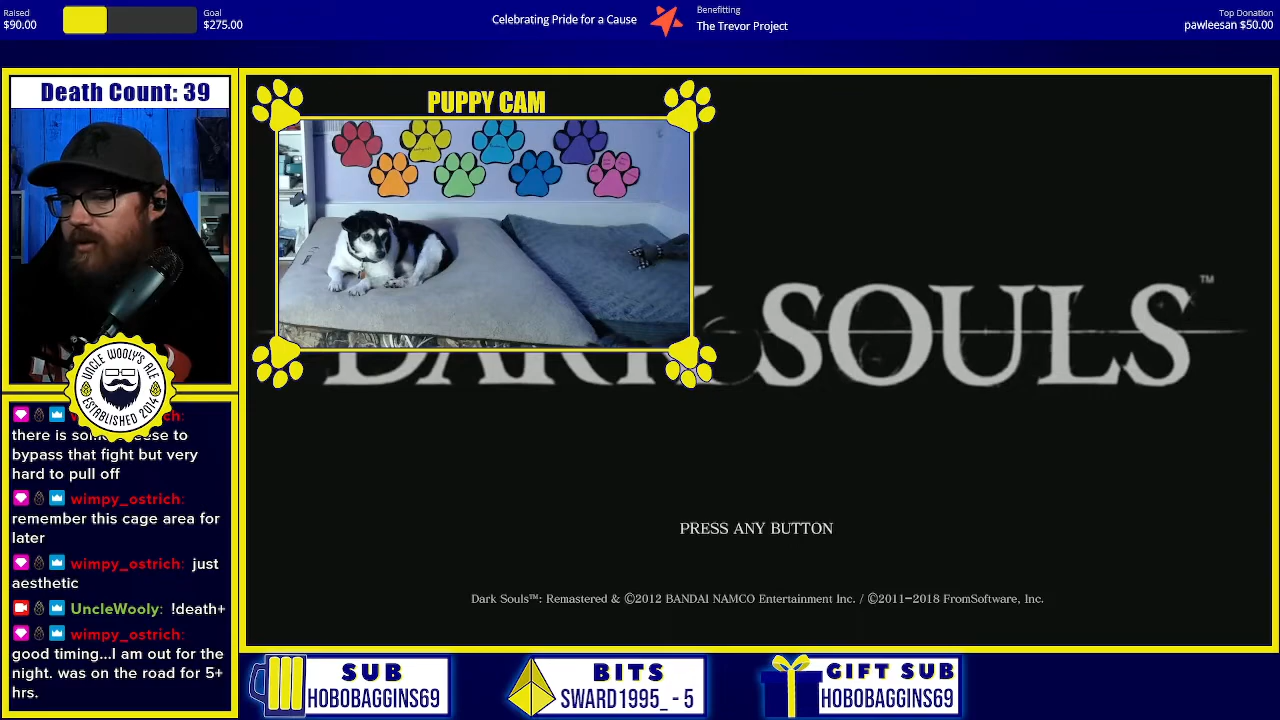 Raised
$90.00
Goal
$275.00
Celebrating Pride for a Cause
Benefitting
The Trevor Project
Top Donation
pawleesan $50.00
Death Count: 39
PUPPY CAM
DARK SOULS™
PRESS ANY BUTTON
Dark Souls™: Remastered & ©2012 BANDAI NAMCO Entertainment Inc. / ©2011-2018 FromSoftware, Inc.
UNCLE WOOLY'S ALE
ESTABLISHED 2014
there is some cheese to
bypass that fight but very
hard to pull off
wimpy_ostrich:
remember this cage area for
later
wimpy_ostrich: just
aesthetic
UncleWooly: !death+
wimpy_ostrich:
good timing...I am out for the
night. was on the road for 5+
hrs.
SUB
HOBOBAGGINS69
BITS
SWARD1995_ - 5
GIFT SUB
HOBOBAGGINS69